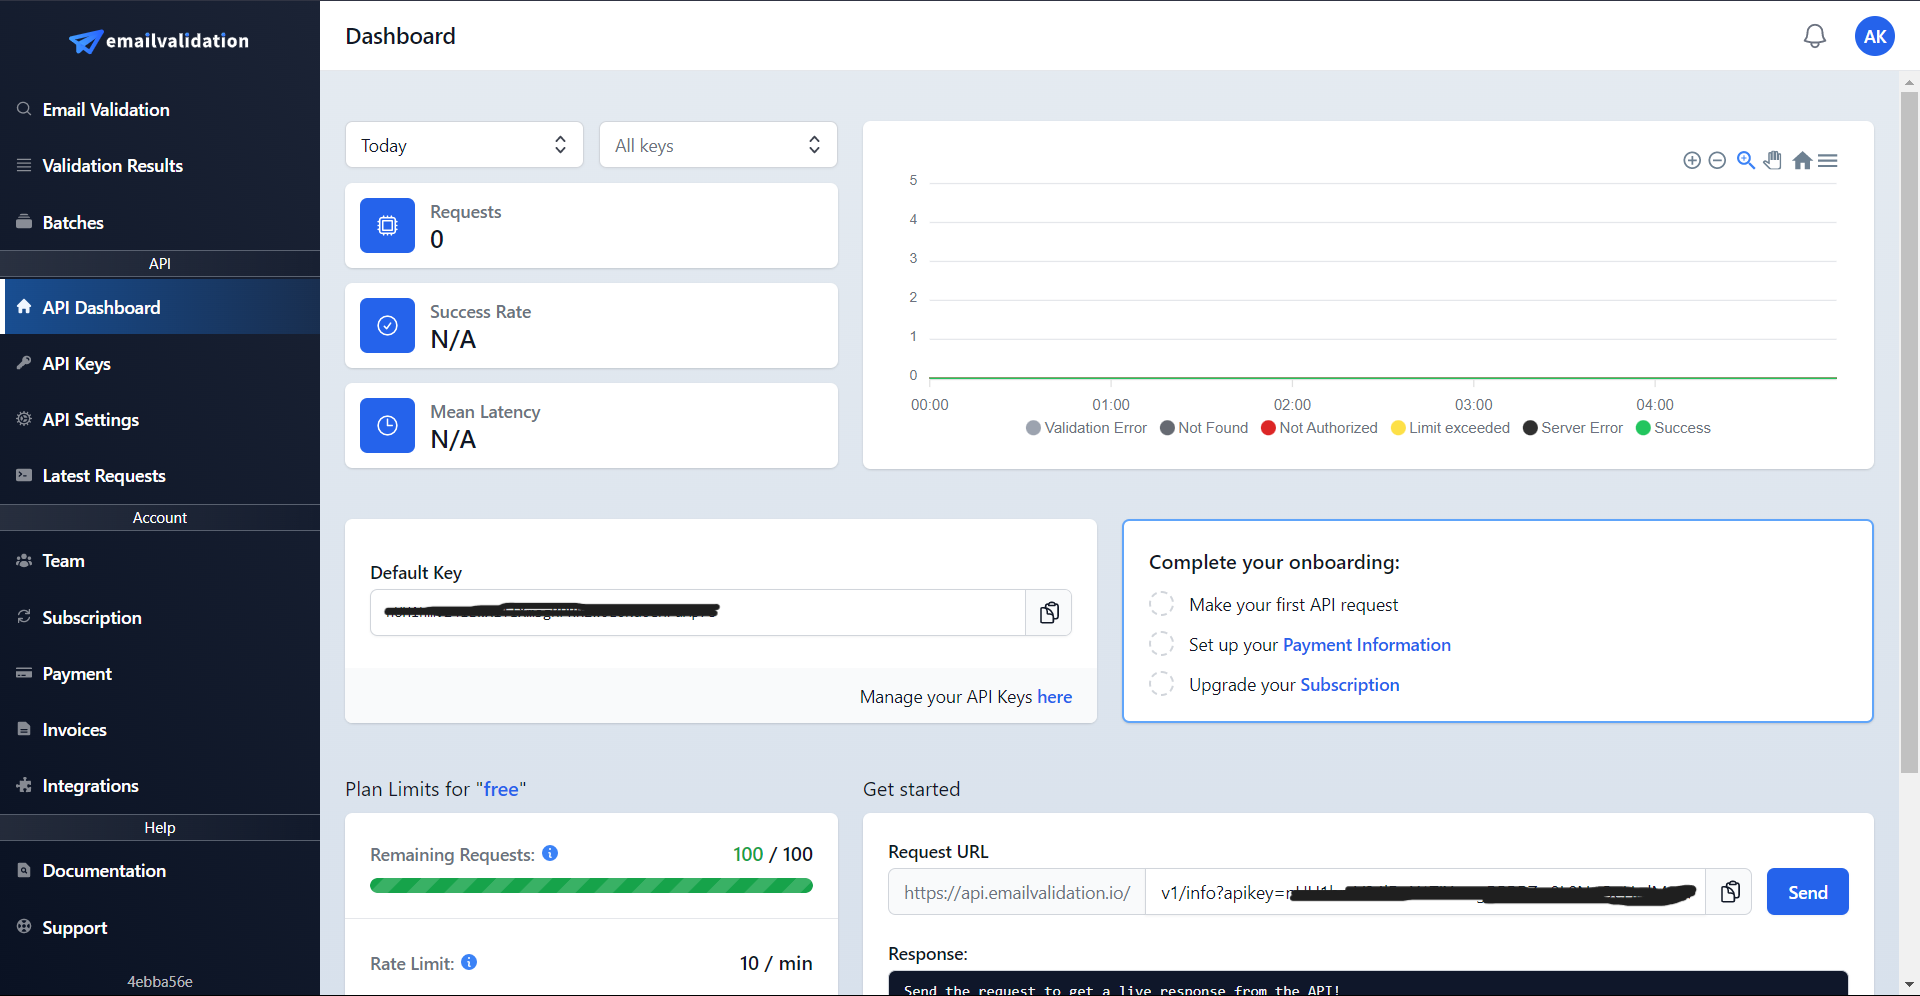 emailvalidation
Dashboard
AK
Email Validation
Validation Results
Batches
API
API Dashboard
API Keys
API Settings
Latest Requests
Account
Team
Subscription
Payment
Invoices
Integrations
Help
Documentation
Support
4ebba56e
Today
All keys
Requests
0
Success Rate
N/A
Mean Latency
N/A
5
4
3
2
1
0
00:00 01:00 02:00 03:00 04:00
Validation Error Not Found Not Authorized Limit exceeded Server Error Success
Default Key
Manage your API Keys here
Complete your onboarding:
Make your first API request
Set up your Payment Information
Upgrade your Subscription
Plan Limits for "free"
Remaining Requests: 100 / 100
Rate Limit: 10 / min
Get started
Request URL
https://api.emailvalidation.io/ v1/info?apikey=
Send
Response:
Send the request to get a live response from the API!